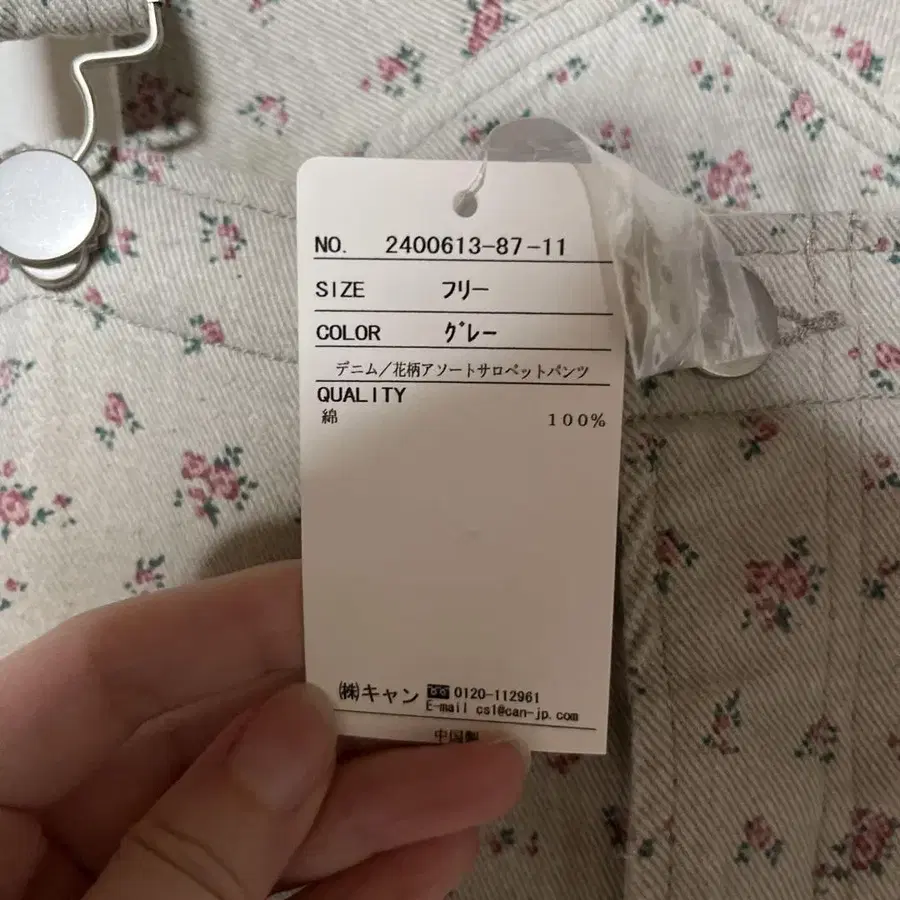 NO. 2400613-87-11
SIZE フリー
COLOR グレー
デニム/花柄アソートサロペットパンツ
QUALITY
綿 100%
㈱キャン 0120-112961
E-mail cs1@can-jp.com
中国製